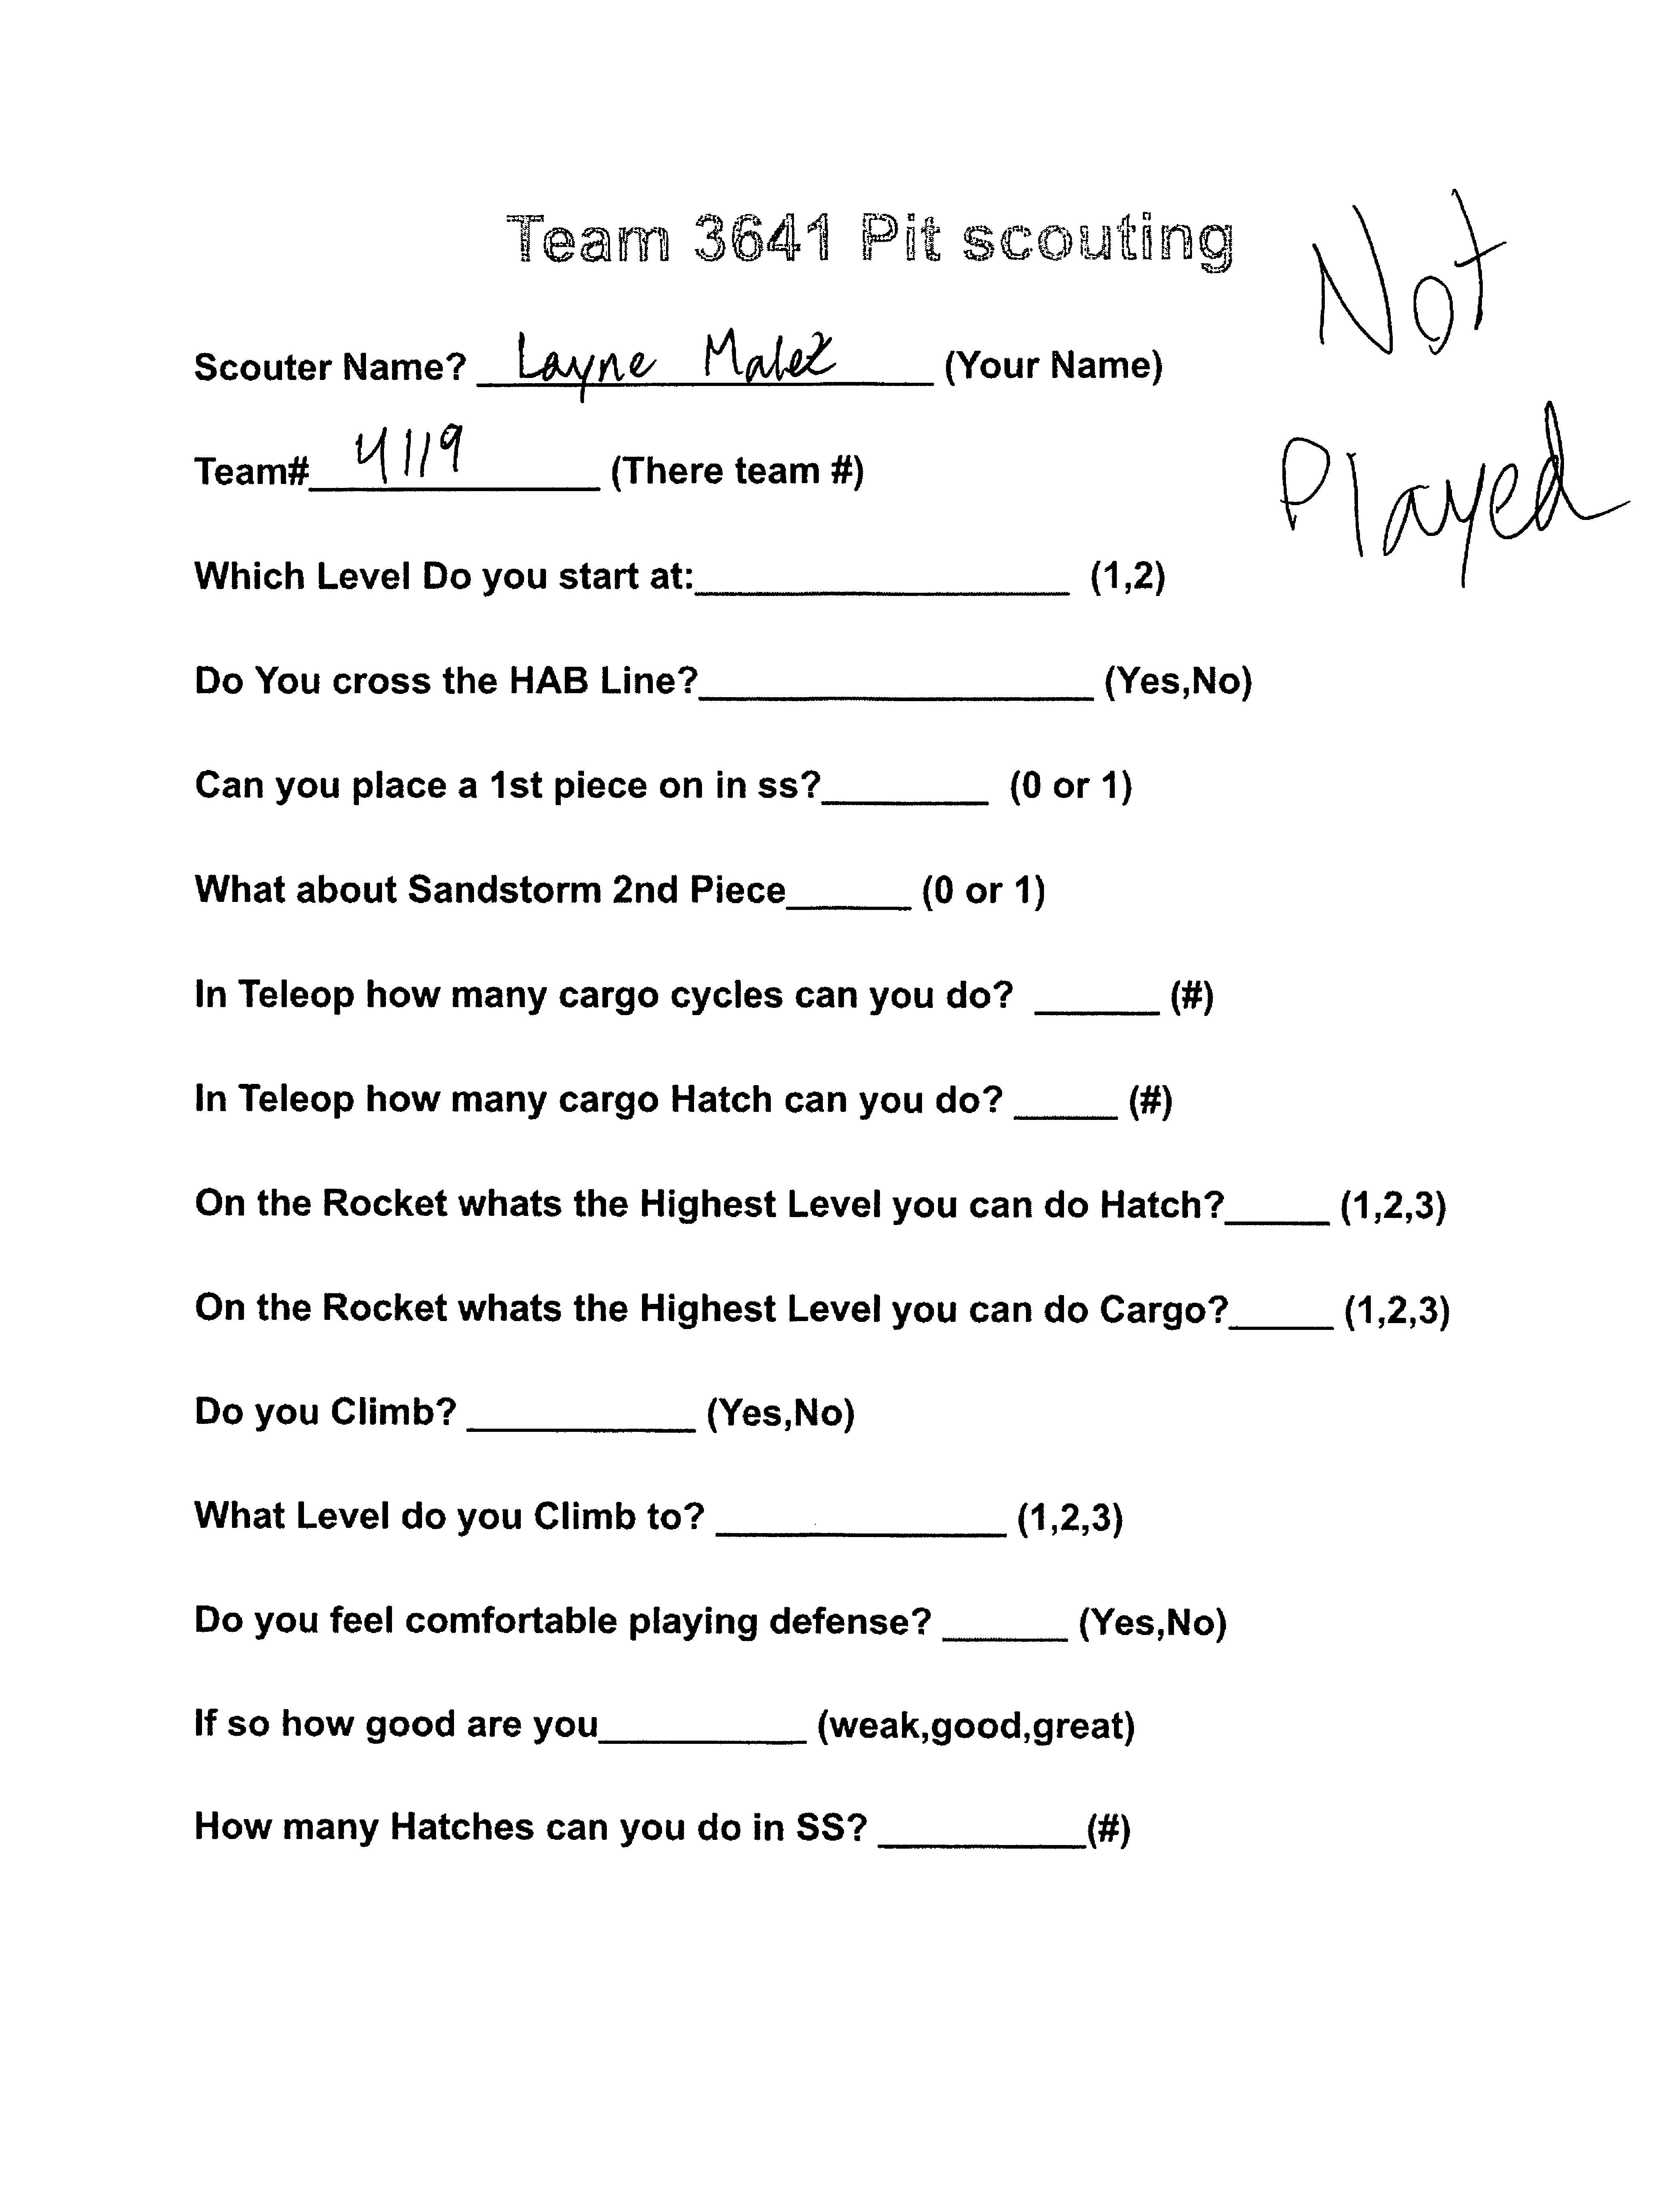 Team 3641 Pit scouting
Not
Played
Scouter Name? Layne Malek (Your Name)
Team# 4119 (There team #)
Which Level Do you start at:__________________ (1,2)
Do You cross the HAB Line?___________________ (Yes,No)
Can you place a 1st piece on in ss?________ (0 or 1)
What about Sandstorm 2nd Piece______ (0 or 1)
In Teleop how many cargo cycles can you do? ______ (#)
In Teleop how many cargo Hatch can you do? _____ (#)
On the Rocket whats the Highest Level you can do Hatch?_____ (1,2,3)
On the Rocket whats the Highest Level you can do Cargo?_____ (1,2,3)
Do you Climb? ___________ (Yes,No)
What Level do you Climb to? ______________ (1,2,3)
Do you feel comfortable playing defense? ______ (Yes,No)
If so how good are you__________ (weak,good,great)
How many Hatches can you do in SS? __________(#)